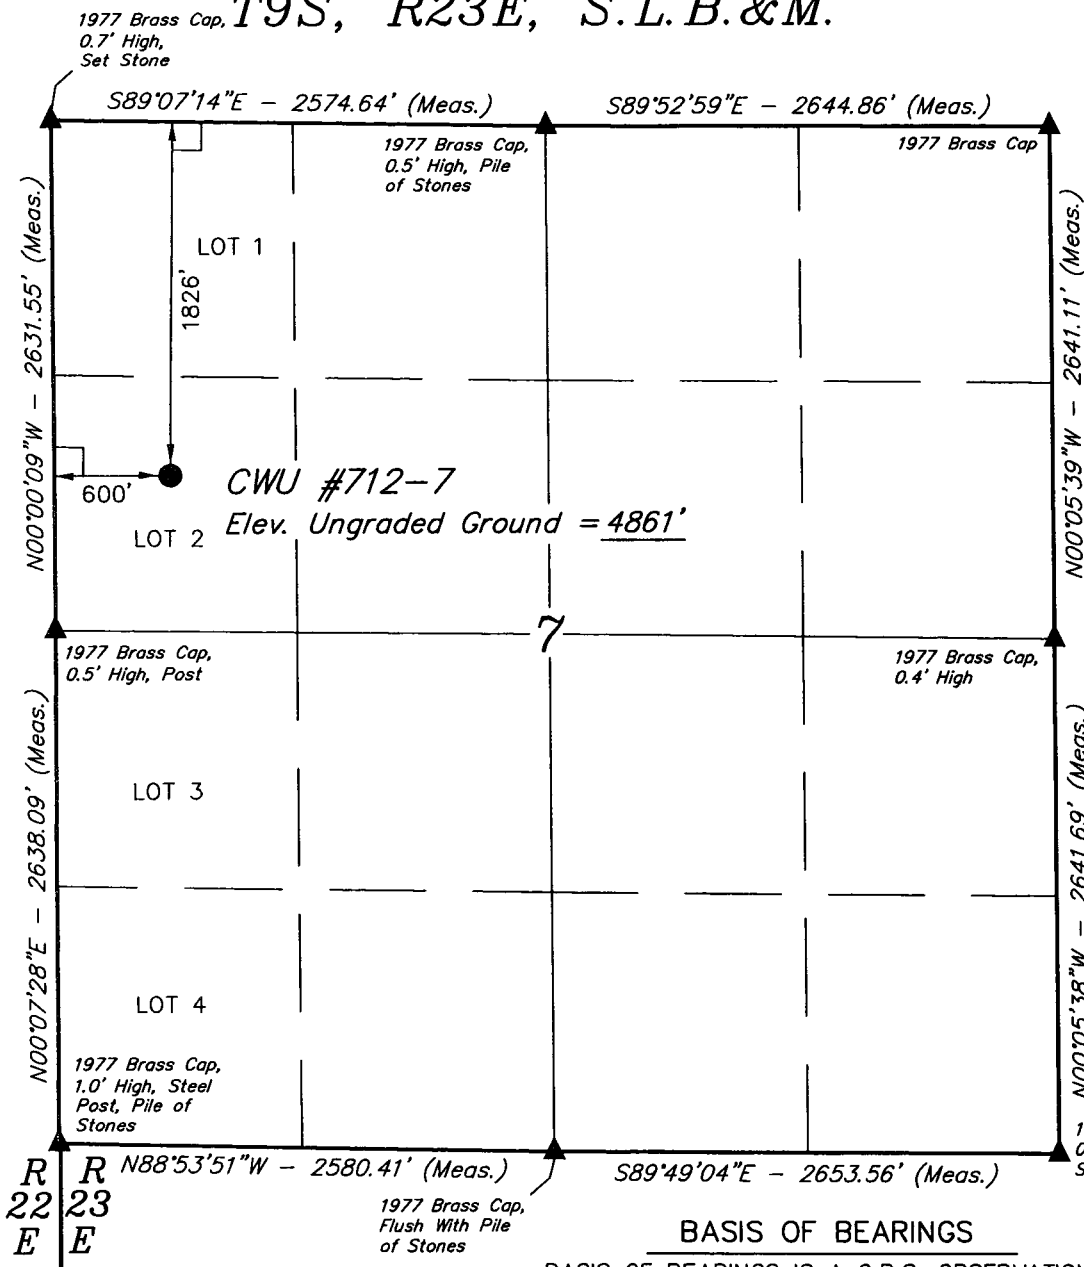 T9S, R23E, S.L.B.&M.
1977 Brass Cap,
0.7' High,
Set Stone
S89°07'14"E - 2574.64' (Meas.)
S89°52'59"E - 2644.86' (Meas.)
1977 Brass Cap,
0.5' High, Pile
of Stones
1977 Brass Cap
N00°00'09"W - 2631.55' (Meas.)
LOT 1
1826'
N00°05'39"W - 2641.11' (Meas.)
600'
CWU #712-7
Elev. Ungraded Ground = 4861'
LOT 2
7
1977 Brass Cap,
0.5' High, Post
1977 Brass Cap,
0.4' High
N00°07'28"E - 2638.09' (Meas.)
LOT 3
N00°05'38"W - 2641.69' (Meas.)
LOT 4
1977 Brass Cap,
1.0' High, Steel
Post, Pile of
Stones
N88°53'51"W - 2580.41' (Meas.)
S89°49'04"E - 2653.56' (Meas.)
R R
22 23
E E
1977 Brass Cap,
Flush With Pile
of Stones
BASIS OF BEARINGS
BASIS OF BEARINGS IS A G.P.S. OBSERVATION